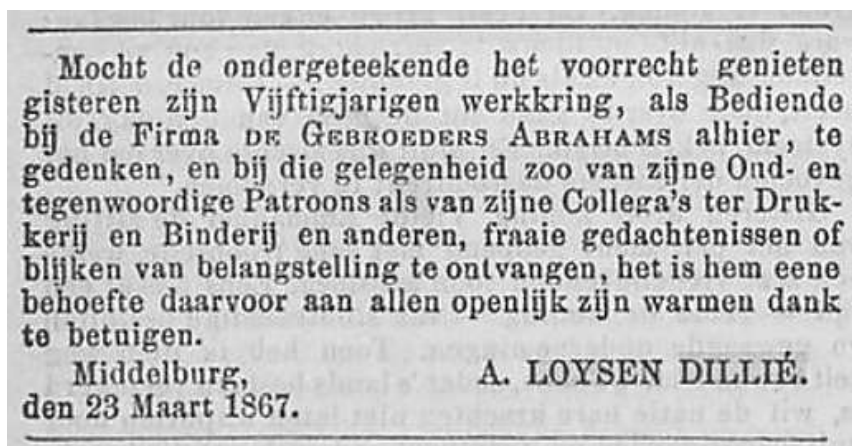 Mocht de ondergeteekende het voorrecht genieten
gisteren zijn Vijftigjarigen werkkring, als Bediende
bij de Firma DE GEBROEDERS ABRAHAMS alhier, te
gedenken, en bij die gelegenheid zoo van zijne Oud- en
tegenwoordige Patroons als van zijne Collega's ter Druk-
kerij en Binderij en anderen, fraaie gedachtenissen of
blijken van belangstelling te ontvangen, het is hem eene
behoefte daarvoor aan allen openlijk zijn warmen dank
te betuigen.
Middelburg, A. LOYSEN DILLIÉ.
den 23 Maart 1867.